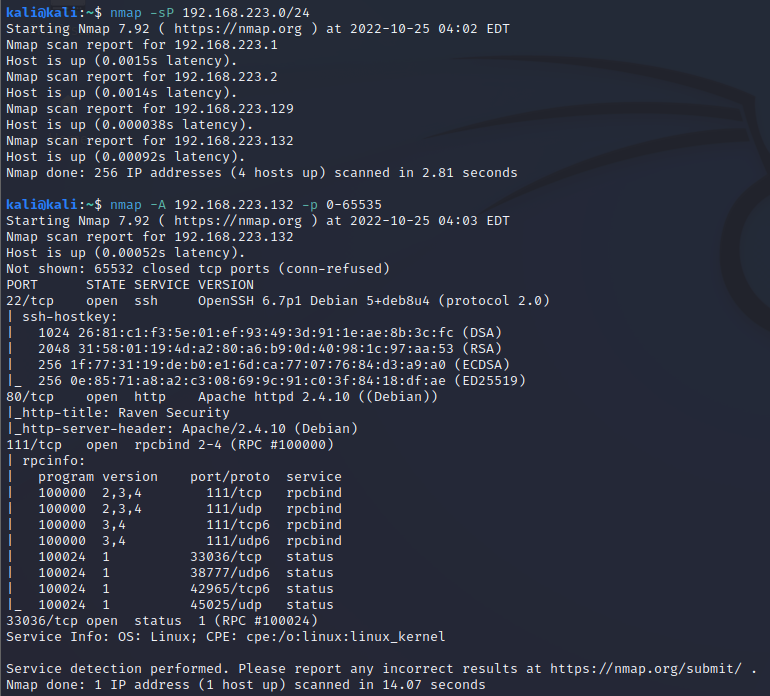 kali@kali:~$ nmap -sP 192.168.223.0/24
Starting Nmap 7.92 ( https://nmap.org ) at 2022-10-25 04:02 EDT
Nmap scan report for 192.168.223.1
Host is up (0.0015s latency).
Nmap scan report for 192.168.223.2
Host is up (0.0014s latency).
Nmap scan report for 192.168.223.129
Host is up (0.000038s latency).
Nmap scan report for 192.168.223.132
Host is up (0.00092s latency).
Nmap done: 256 IP addresses (4 hosts up) scanned in 2.81 seconds
kali@kali:~$ nmap -A 192.168.223.132 -p 0-65535
Starting Nmap 7.92 ( https://nmap.org ) at 2022-10-25 04:03 EDT
Nmap scan report for 192.168.223.132
Host is up (0.00052s latency).
Not shown: 65532 closed tcp ports (conn-refused)
PORT      STATE SERVICE VERSION
22/tcp    open  ssh     OpenSSH 6.7p1 Debian 5+deb8u4 (protocol 2.0)
| ssh-hostkey:
|   1024 26:81:c1:f3:5e:01:ef:93:49:3d:91:1e:ae:8b:3c:fc (DSA)
|   2048 31:58:01:19:4d:a2:80:a6:b9:0d:40:98:1c:97:aa:53 (RSA)
|   256 1f:77:31:19:de:b0:e1:6d:ca:77:07:76:84:d3:a9:a0 (ECDSA)
|_  256 0e:85:71:a8:a2:c3:08:69:9c:91:c0:3f:84:18:df:ae (ED25519)
80/tcp    open  http    Apache httpd 2.4.10 ((Debian))
|_http-title: Raven Security
|_http-server-header: Apache/2.4.10 (Debian)
111/tcp   open  rpcbind 2-4 (RPC #100000)
| rpcinfo:
|   program version    port/proto  service
|   100000  2,3,4        111/tcp   rpcbind
|   100000  2,3,4        111/udp   rpcbind
|   100000  3,4          111/tcp6  rpcbind
|   100000  3,4          111/udp6  rpcbind
|   100024  1          33036/tcp   status
|   100024  1          38777/udp6  status
|   100024  1          42965/tcp6  status
|_  100024  1          45025/udp   status
33036/tcp open  status  1 (RPC #100024)
Service Info: OS: Linux; CPE: cpe:/o:linux:linux_kernel
Service detection performed. Please report any incorrect results at https://nmap.org/submit/ .
Nmap done: 1 IP address (1 host up) scanned in 14.07 seconds